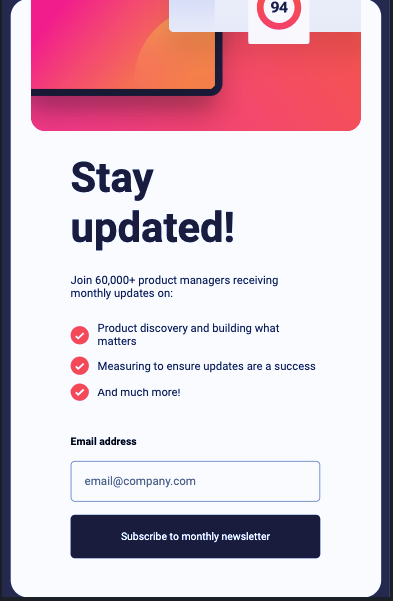 94
Stay
updated!
Join 60,000+ product managers receiving
monthly updates on:
Product discovery and building what
matters
Measuring to ensure updates are a success
And much more!
Email address
email@company.com
Subscribe to monthly newsletter